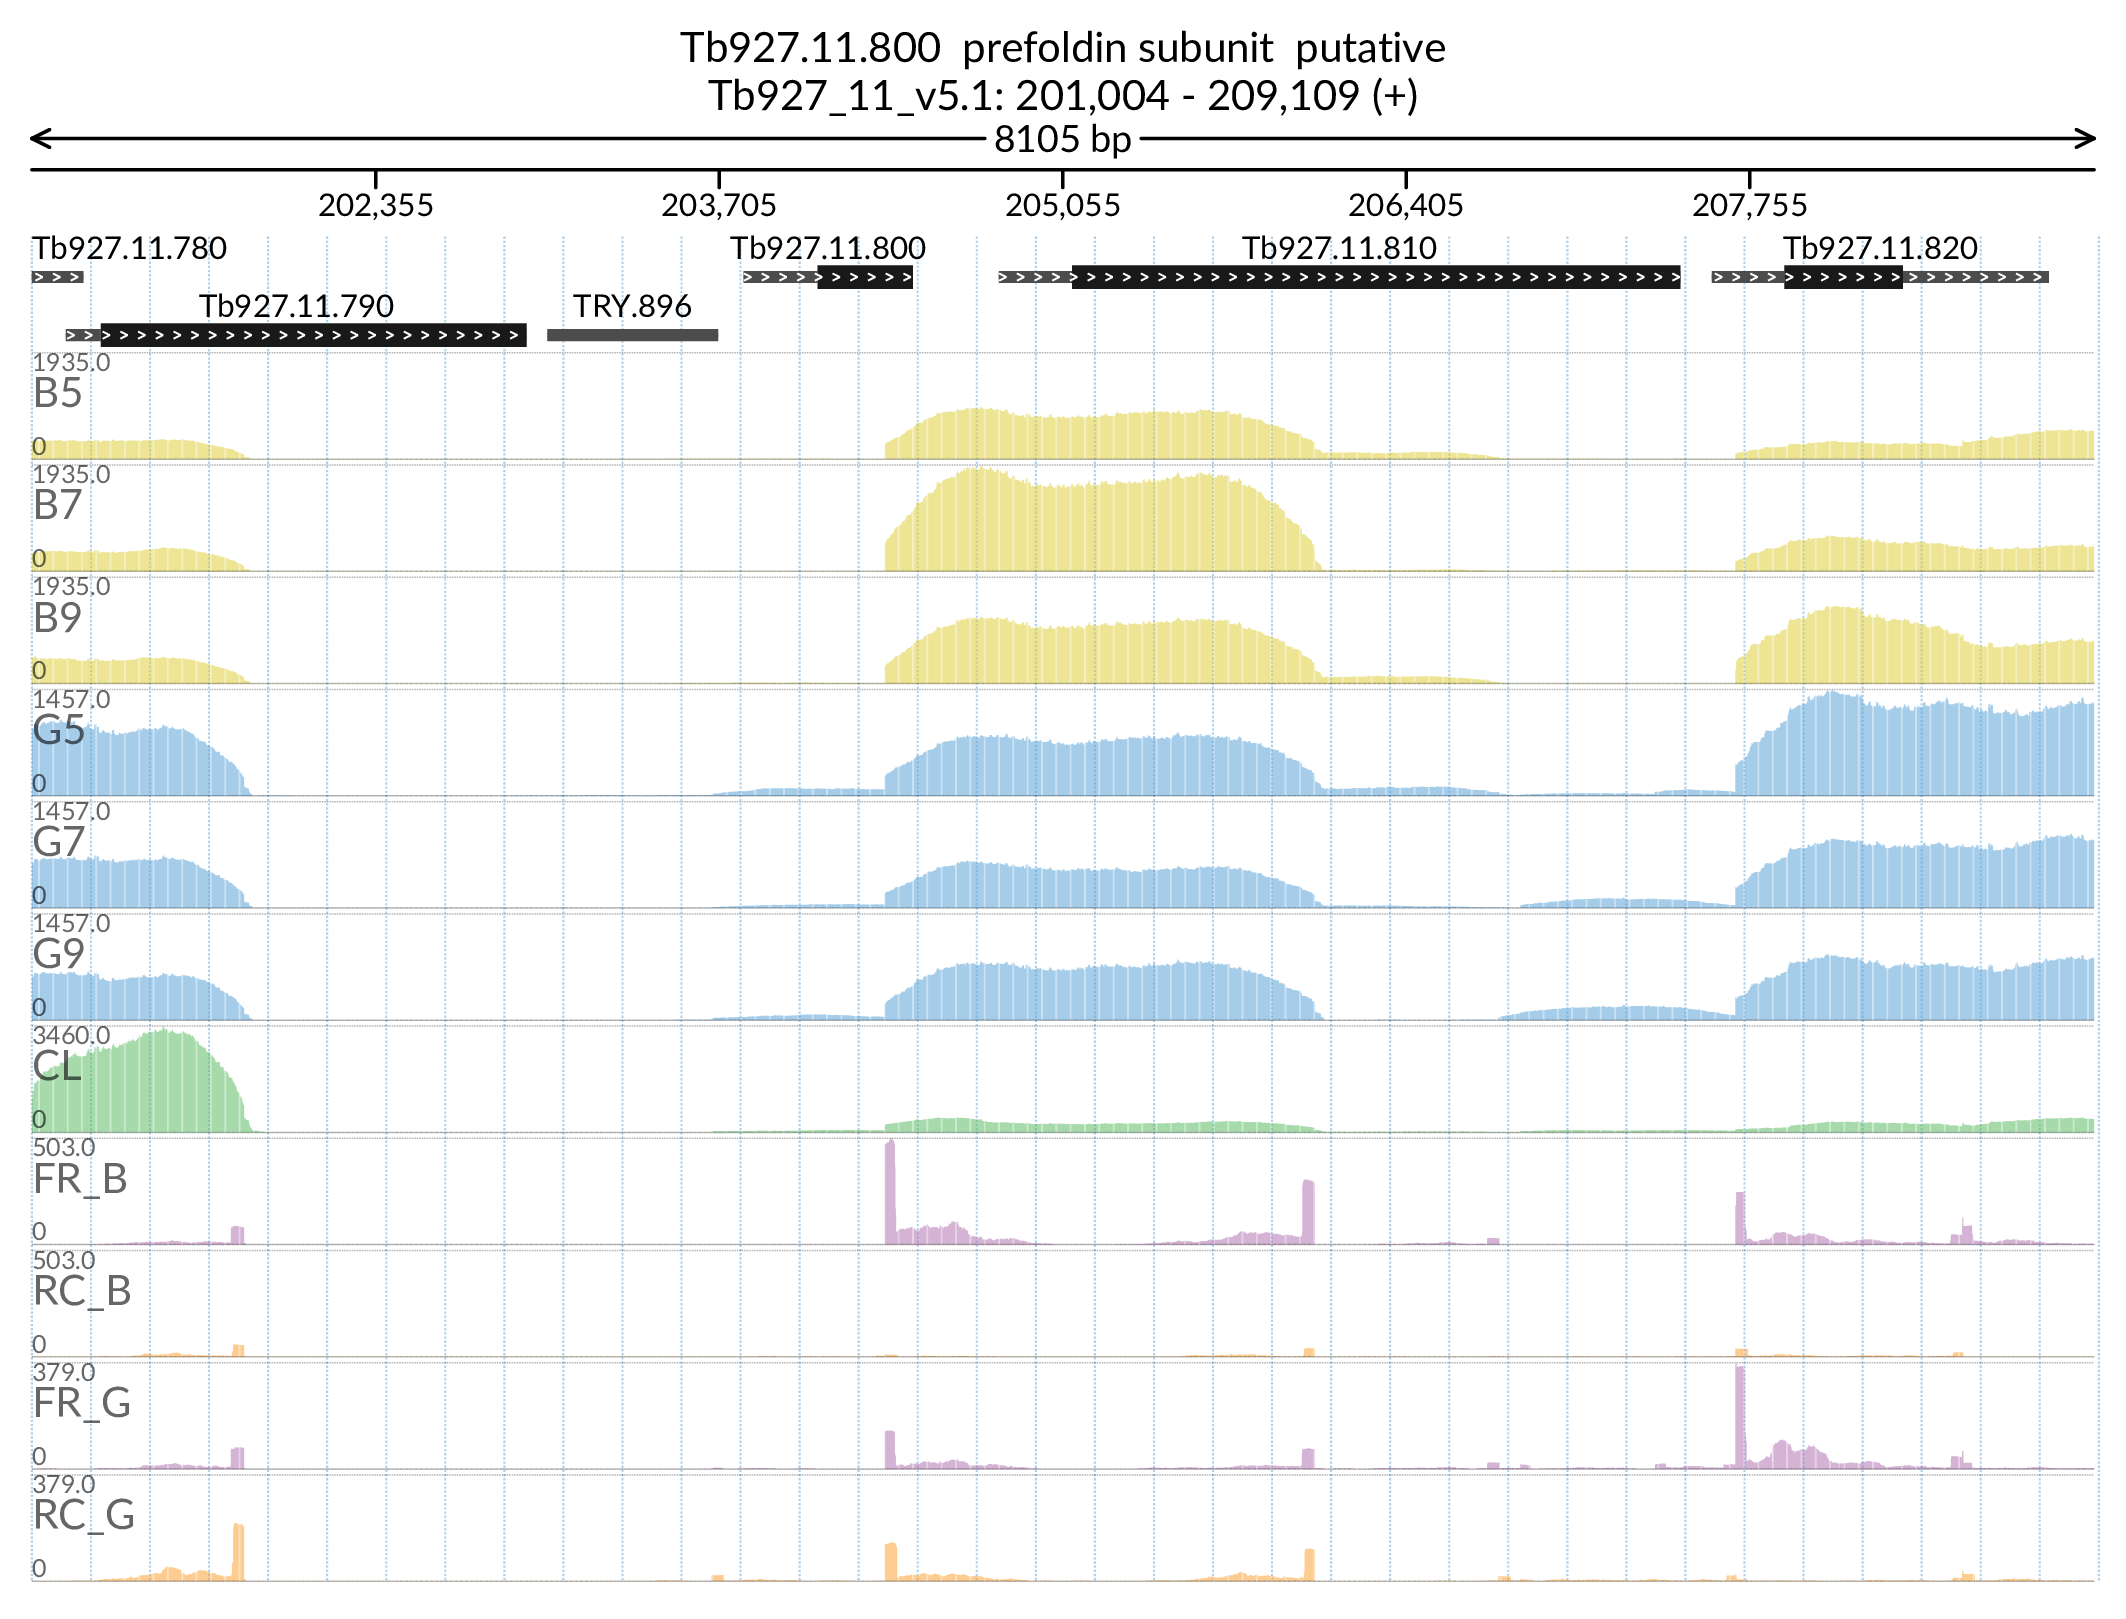 Tb927.11.800  prefoldin subunit  putative
Tb927_11_v5.1: 201,004 - 209,109 (+)
8105 bp
202,355 203,705 205,055 206,405 207,755
Tb927.11.780 Tb927.11.800 Tb927.11.810 Tb927.11.820
Tb927.11.790 TRY.896
1935.0
B5
0
1935.0
B7
0
1935.0
B9
0
1457.0
G5
0
1457.0
G7
0
1457.0
G9
0
3460.0
CL
0
503.0
FR_B
0
503.0
RC_B
0
379.0
FR_G
0
379.0
RC_G
0